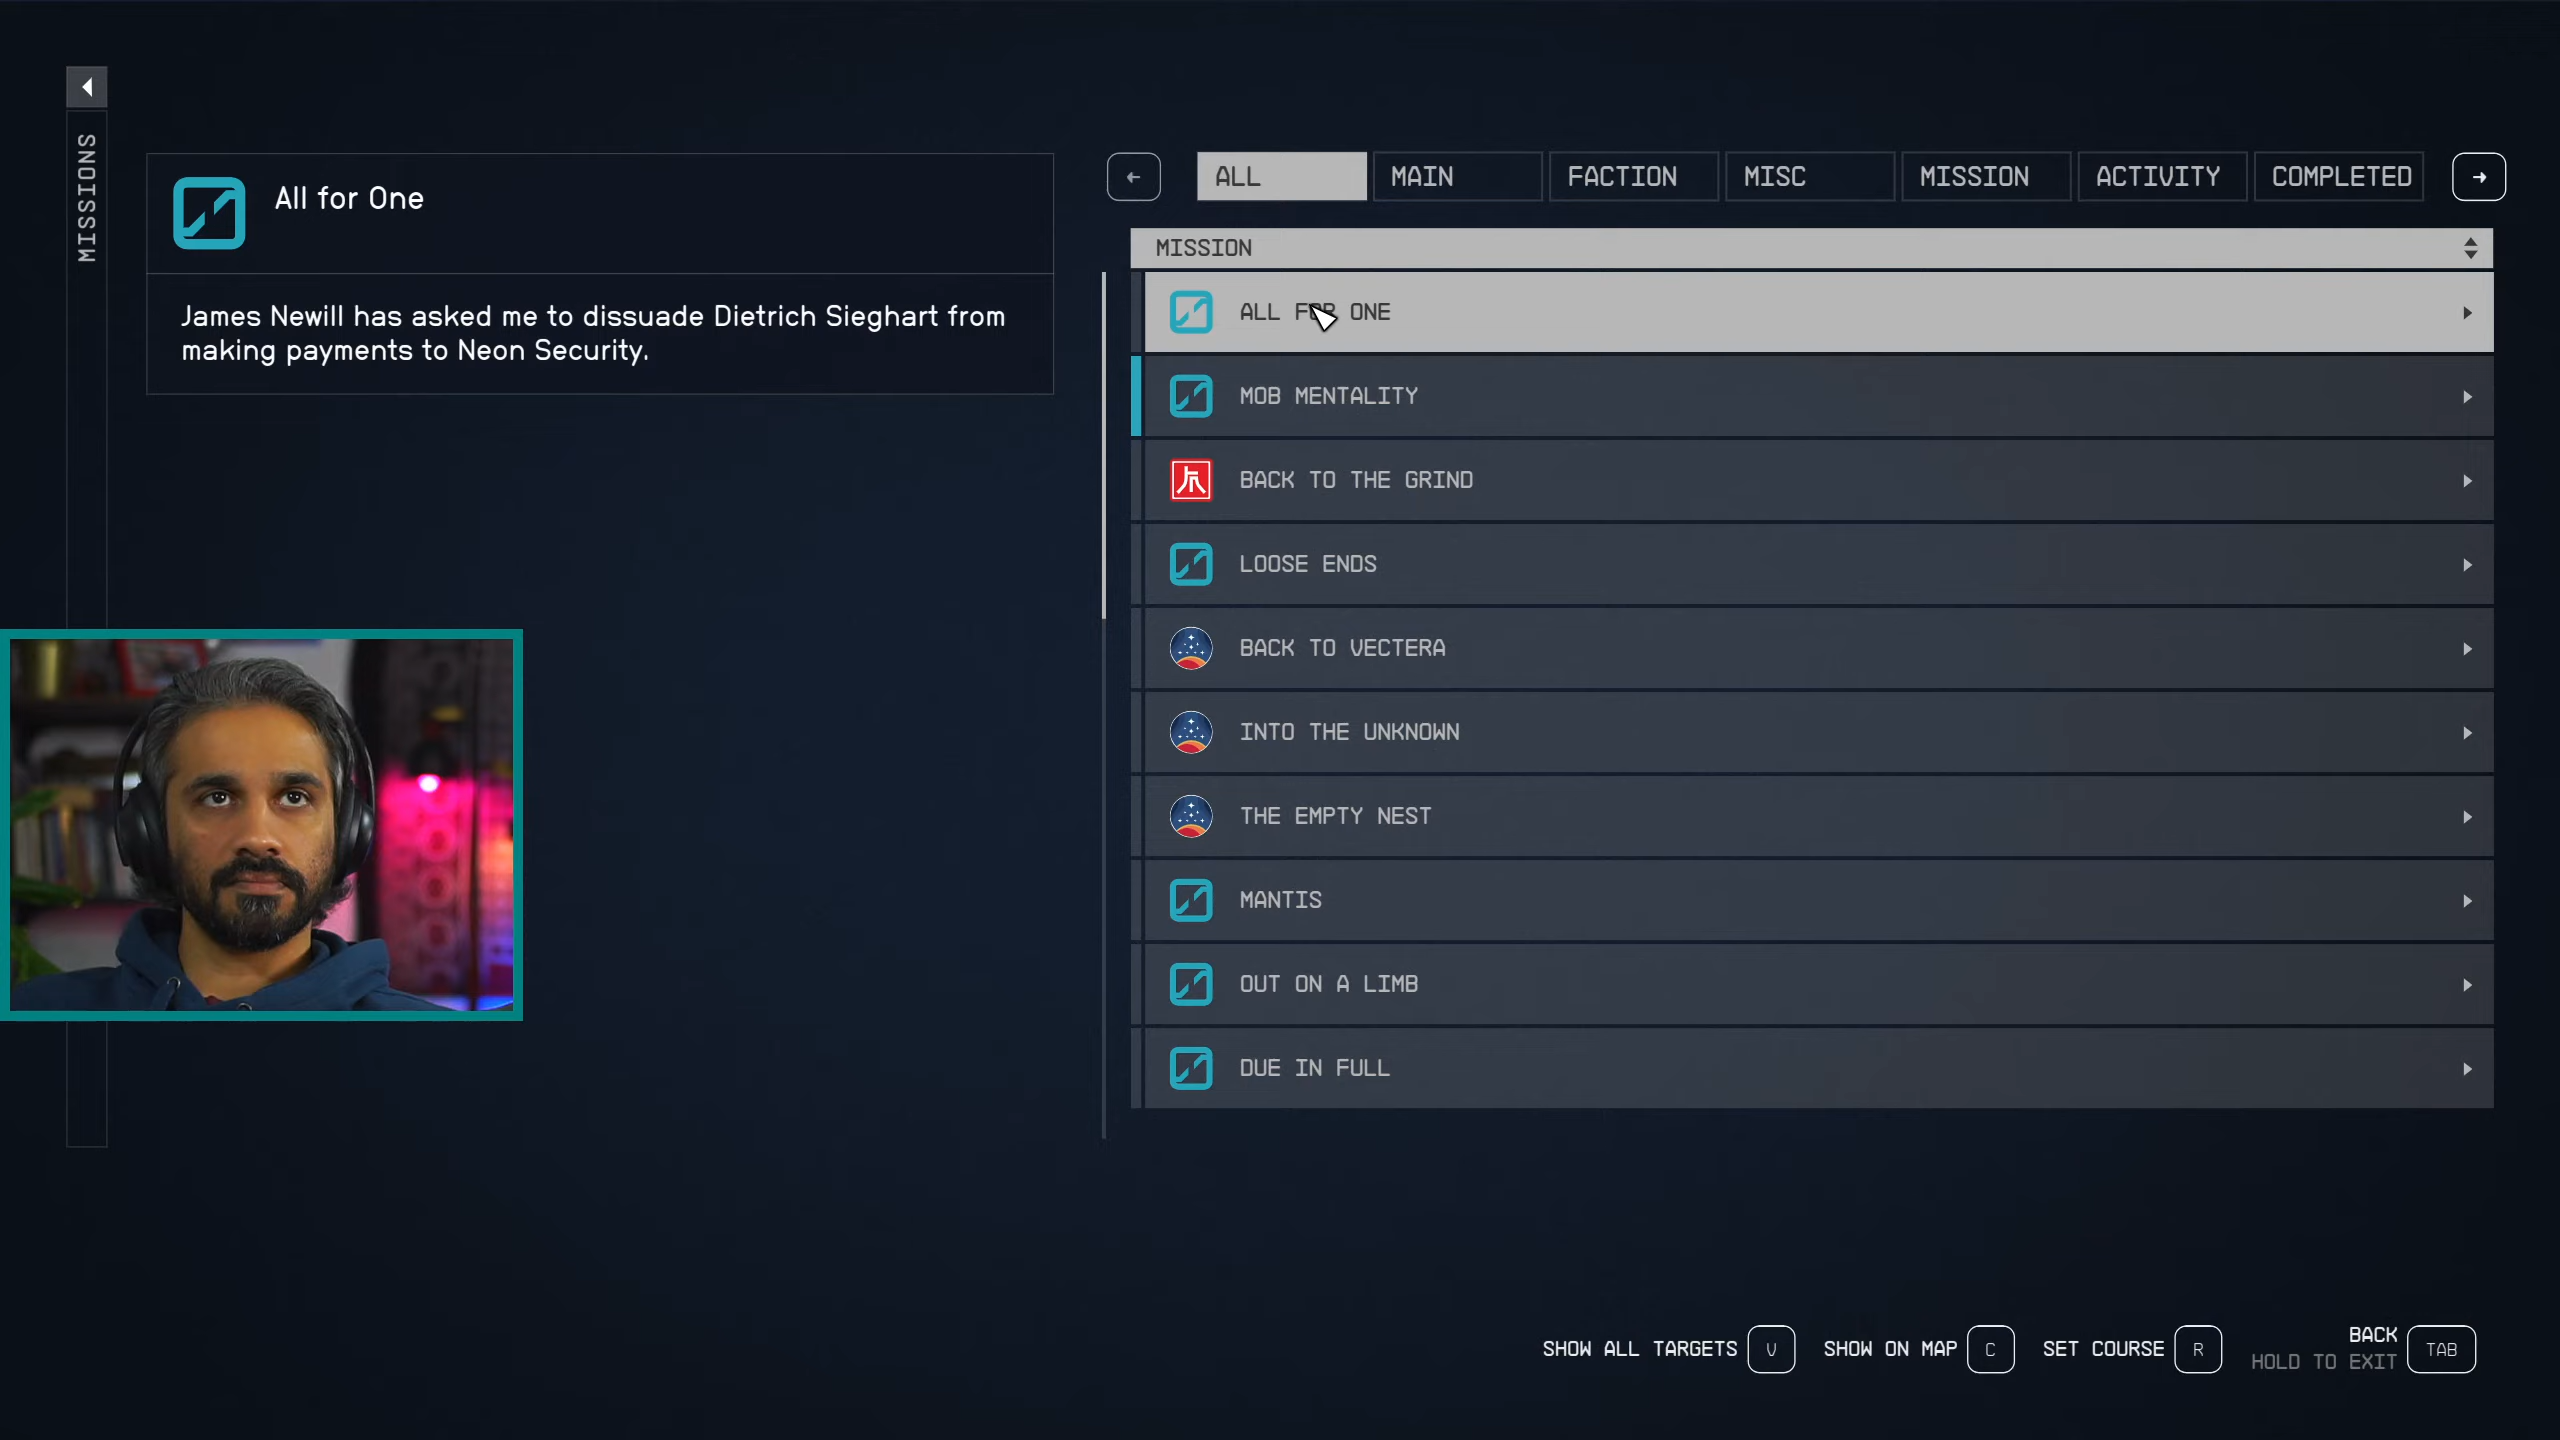 MISSIONS
All for One
James Newill has asked me to dissuade Dietrich Sieghart from
making payments to Neon Security.
ALL
MAIN
FACTION
MISC
MISSION
ACTIVITY
COMPLETED
MISSION
ALL FOR ONE
MOB MENTALITY
BACK TO THE GRIND
LOOSE ENDS
BACK TO VECTERA
INTO THE UNKNOWN
THE EMPTY NEST
MANTIS
OUT ON A LIMB
DUE IN FULL
SHOW ALL TARGETS V
SHOW ON MAP C
SET COURSE R
BACK
HOLD TO EXIT
TAB